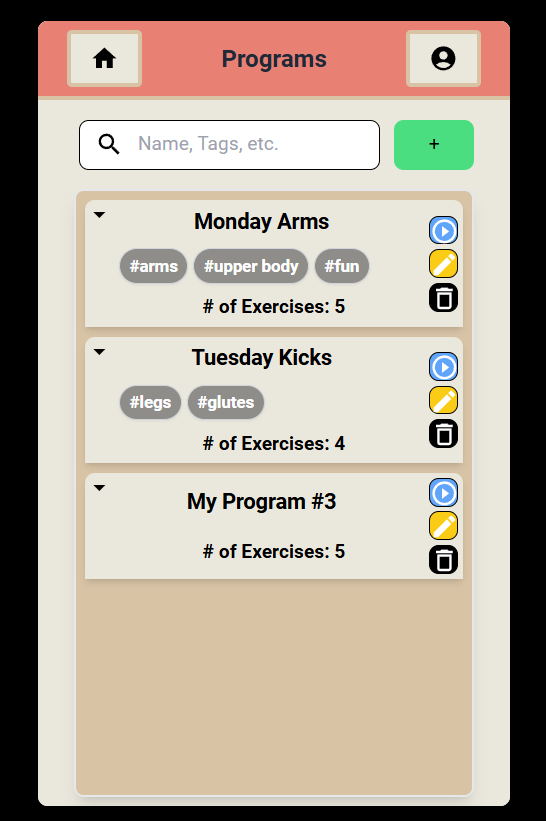 Programs
Name, Tags, etc.
+
Monday Arms
#arms #upper body #fun
# of Exercises: 5
Tuesday Kicks
#legs #glutes
# of Exercises: 4
My Program #3
# of Exercises: 5